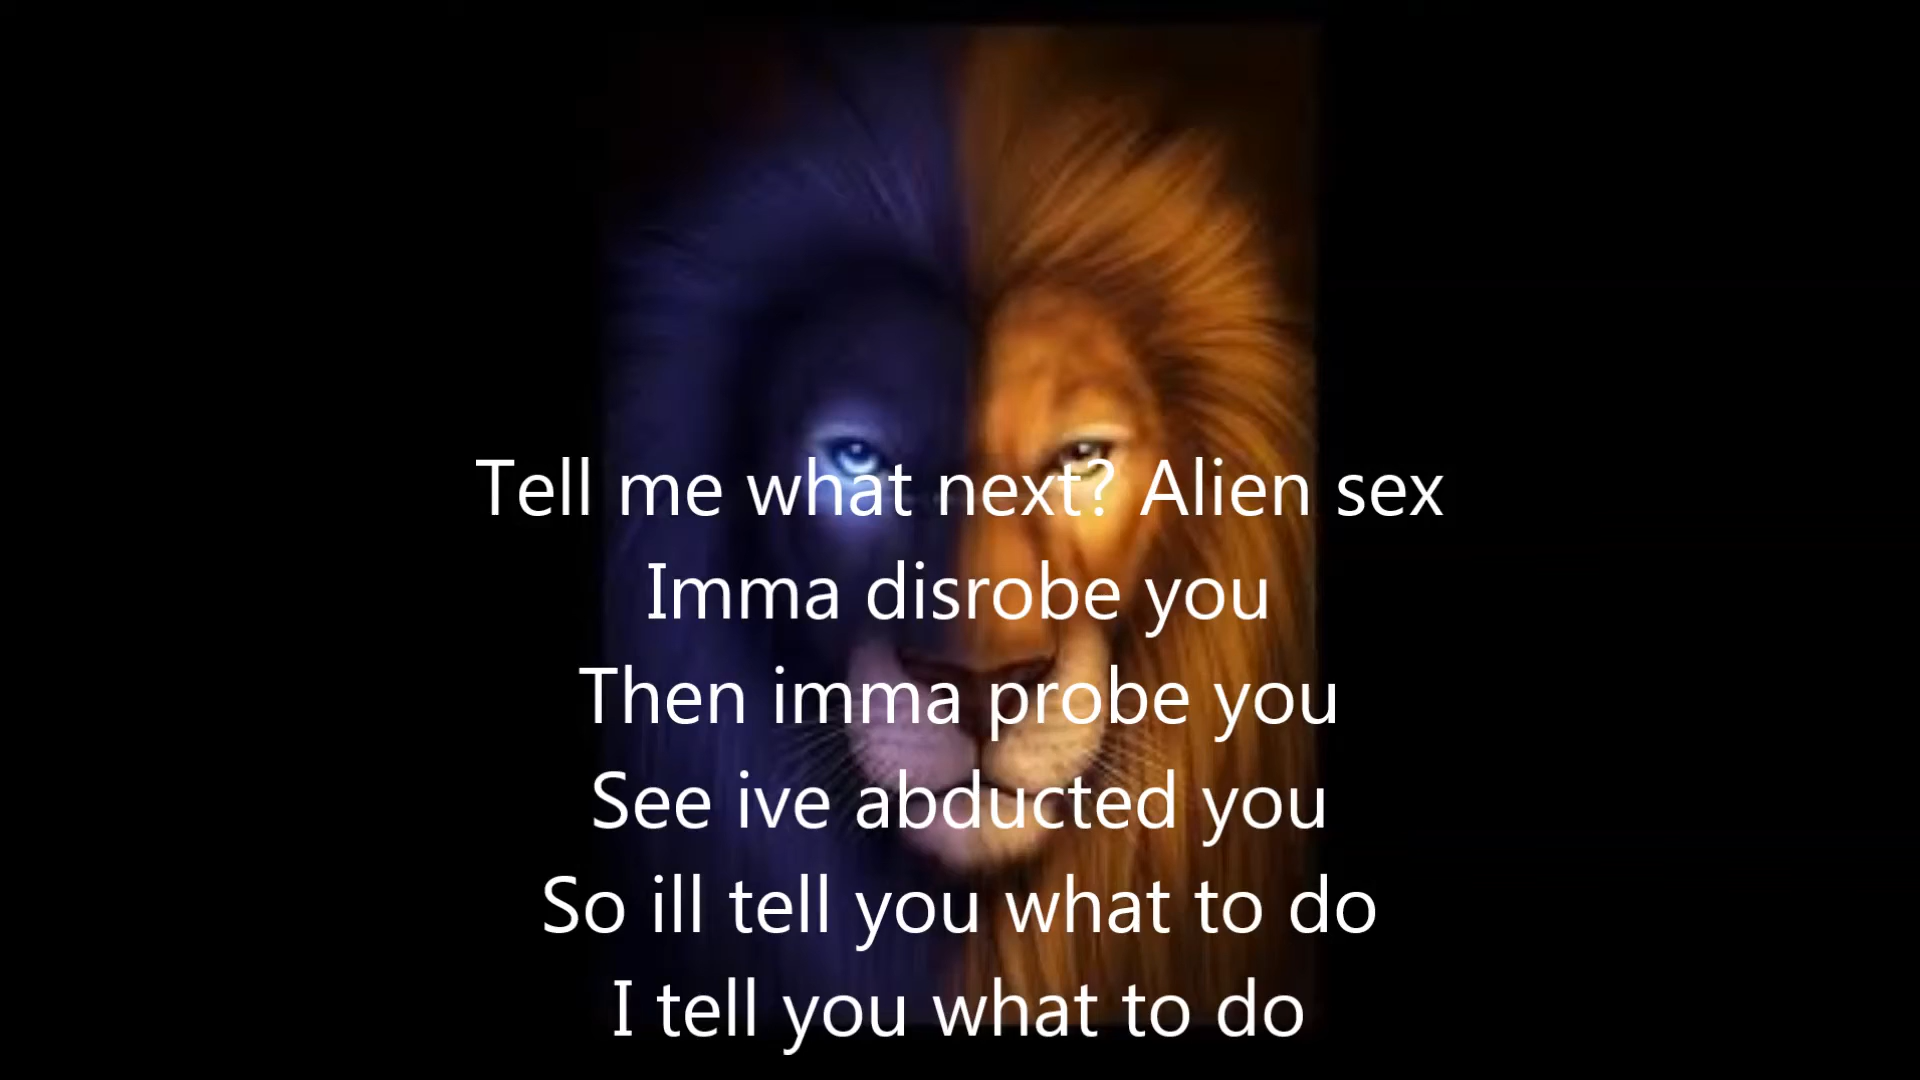 Tell me what next? Alien sex
Imma disrobe you
Then imma probe you
See ive abducted you
So ill tell you what to do
I tell you what to do